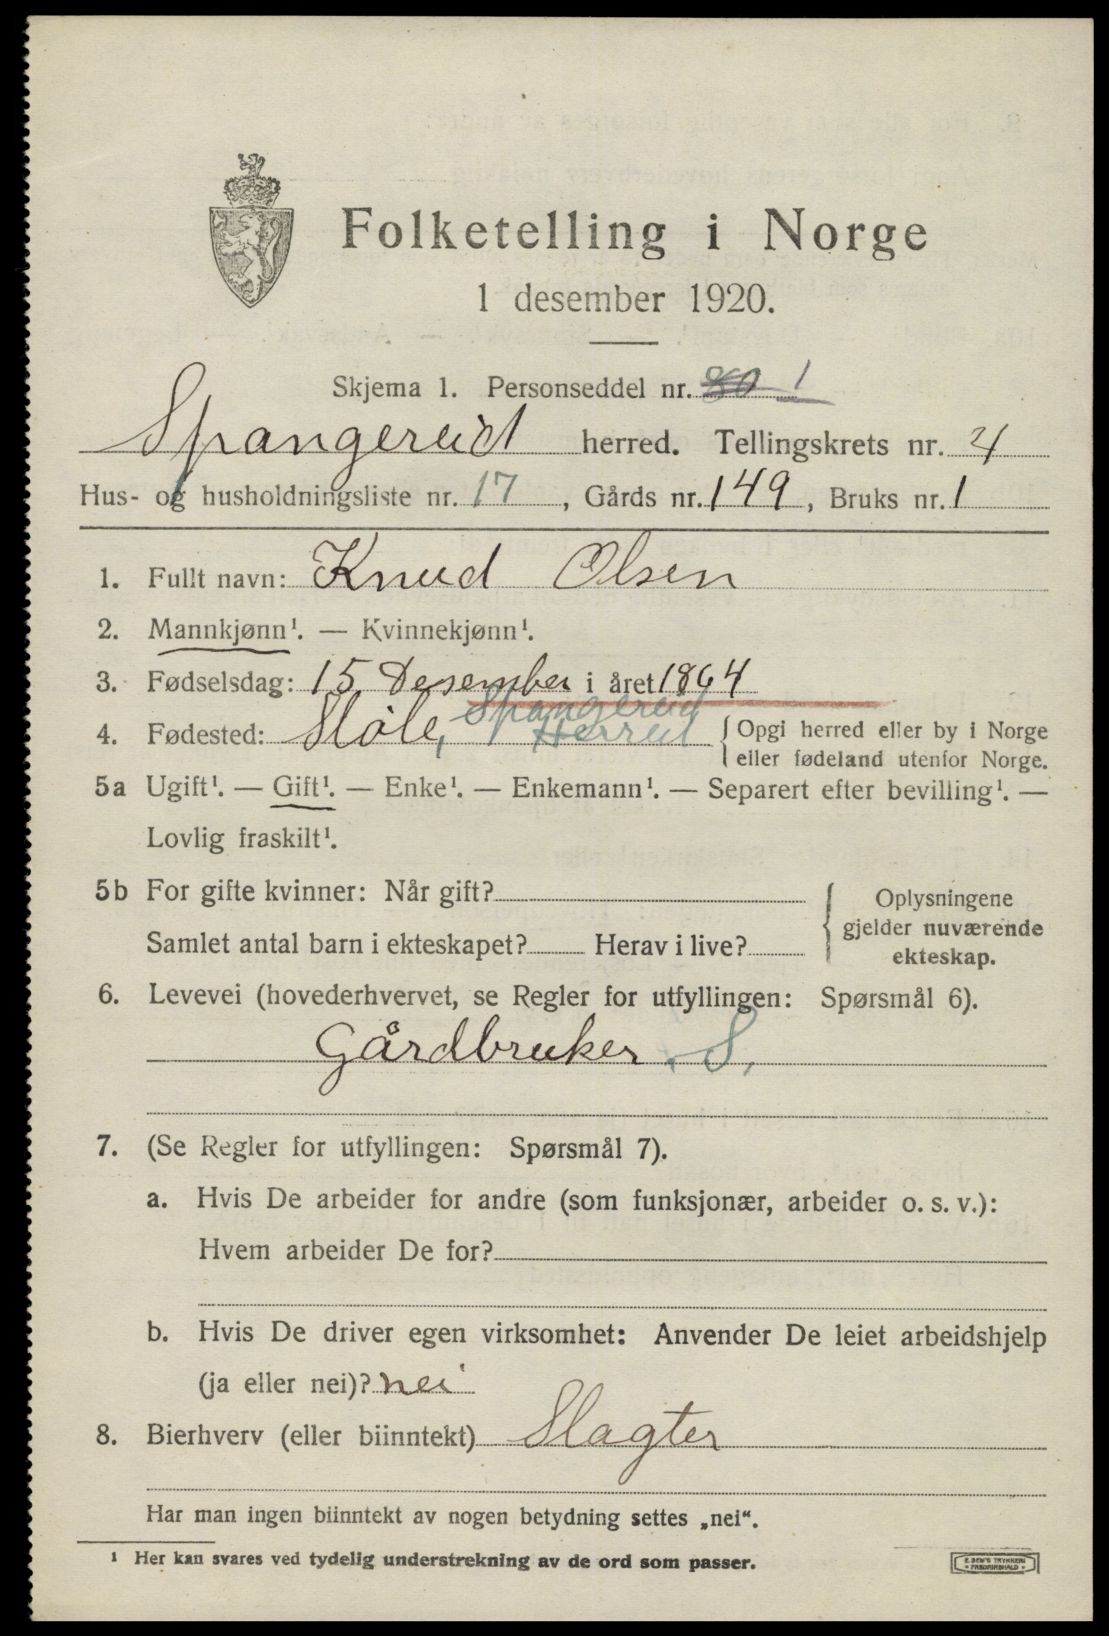 Folketelling i Norge
1 desember 1920.
Skjema 1. Personseddel nr. 80 1
Spangereid herred. Tellingskrets nr. 4
Hus- og husholdningsliste nr. 17, Gårds nr. 149, Bruks nr. 1
1. Fullt navn: Knud Olsen
2. Mannkjønn¹. — Kvinnekjønn¹.
3. Fødselsdag: 15 Desember i året 1864
4. Fødested: Støle, Spangereid Herred { Opgi herred eller by i Norge
eller fødeland utenfor Norge.
5a Ugift¹. — Gift¹. — Enke¹. — Enkemann¹. — Separert efter bevilling¹. —
Lovlig fraskilt¹.
5b For gifte kvinner: Når gift?
Samlet antal barn i ekteskapet? Herav i live?
{ Oplysningene
gjelder nuværende
ekteskap.
6. Levevei (hovederhvervet, se Regler for utfyllingen: Spørsmål 6).
Gårdbruker. S.
7. (Se Regler for utfyllingen: Spørsmål 7).
a. Hvis De arbeider for andre (som funksjonær, arbeider o. s. v.):
Hvem arbeider De for?
b. Hvis De driver egen virksomhet: Anvender De leiet arbeidshjelp
(ja eller nei)? nei
8. Bierhverv (eller biinntekt) Slagter
Har man ingen biinntekt av nogen betydning settes „nei“.
¹ Her kan svares ved tydelig understrekning av de ord som passer.
E. SEM'S TRYKKERI
FREDRIKSHALD